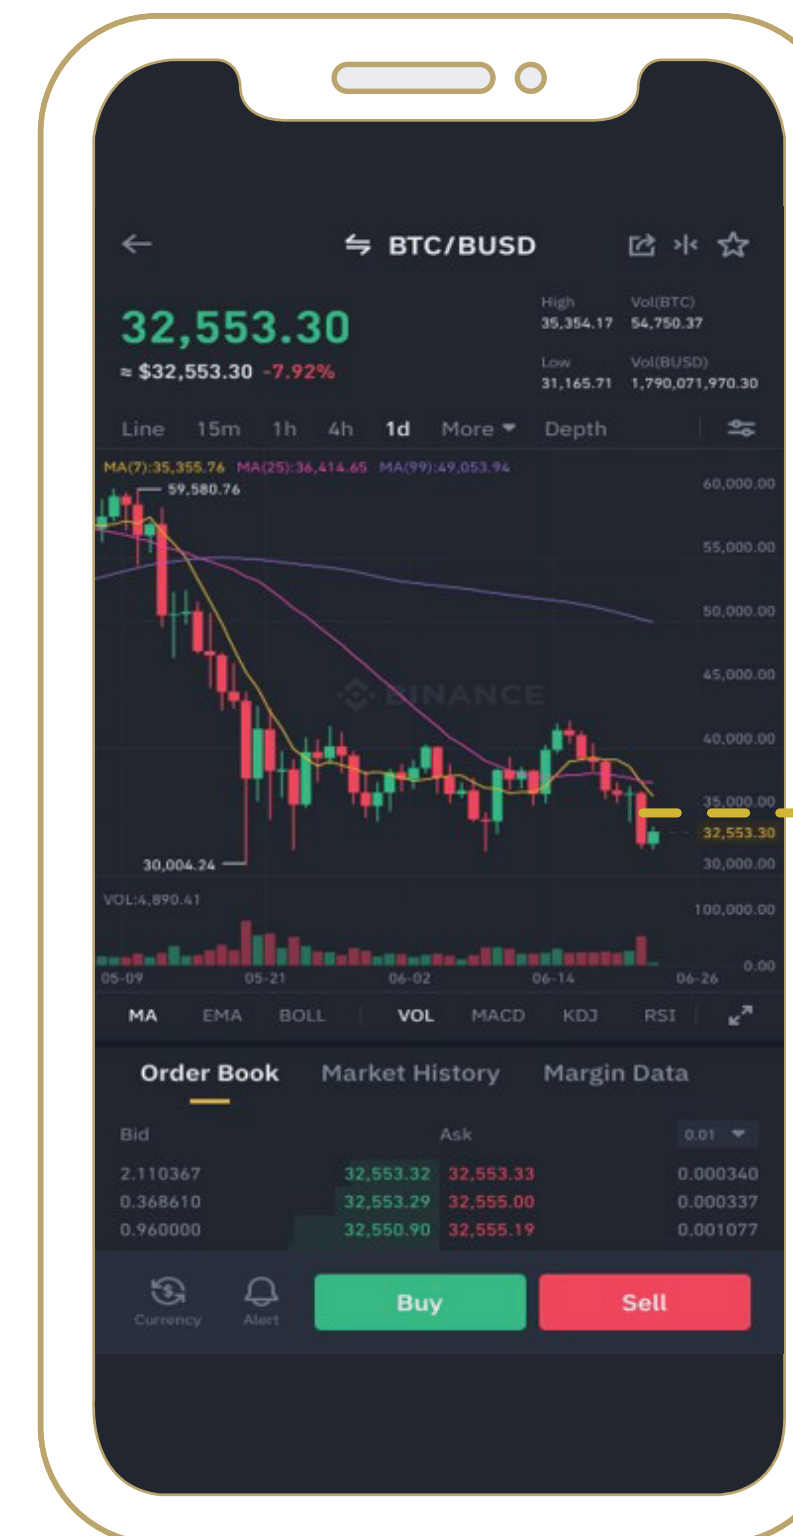 BTC/BUSD
32,553.30
≈ $32,553.30 -7.92%
High
35,354.17
Vol(BTC)
54,750.37
Low
31,165.71
Vol(BUSD)
1,790,071,970.30
Line 15m 1h 4h 1d More Depth
MA(7):35,355.76 MA(25):36,414.65 MA(99):49,053.94
59,580.76
60,000.00
55,000.00
50,000.00
45,000.00
BINANCE
40,000.00
35,000.00
32,553.30
30,004.24
30,000.00
VOL:4,890.41
100,000.00
0.00
05-09 05-21 06-02 06-14 06-26
MA EMA BOLL VOL MACD KDJ RSI
Order Book Market History Margin Data
Bid Ask 0.01
2.110367 32,553.32 32,553.33 0.000340
0.368610 32,553.29 32,555.00 0.000337
0.960000 32,550.90 32,555.19 0.001077
Currency Alert Buy Sell